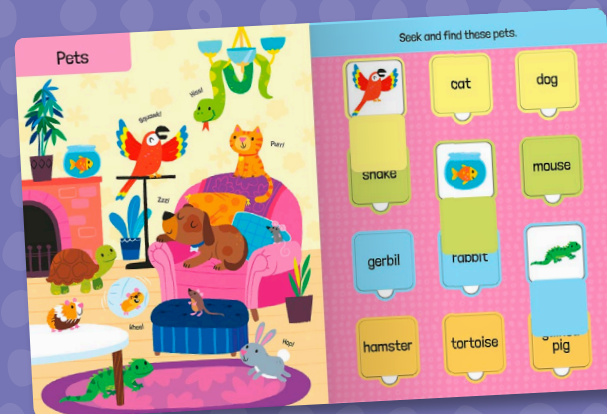 Pets
Hiss!
Squawk!
Purr!
Zzz!
Whee!
Hop!
Seek and find these pets.
cat
dog
snake
mouse
gerbil
rabbit
hamster
tortoise
pig